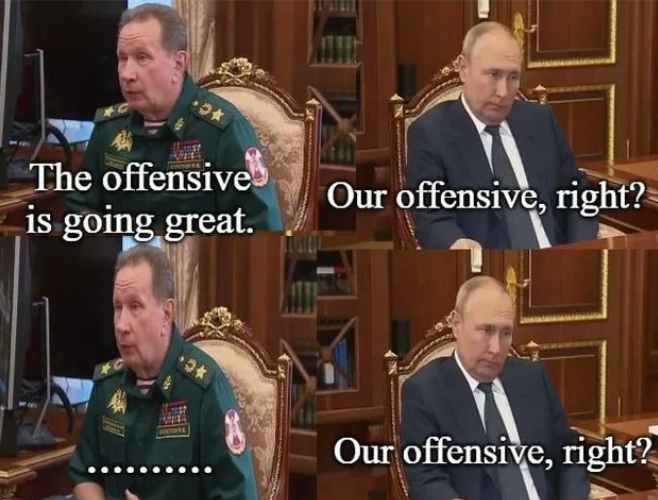 The offensive
is going great.
Our offensive, right?
..........
Our offensive, right?